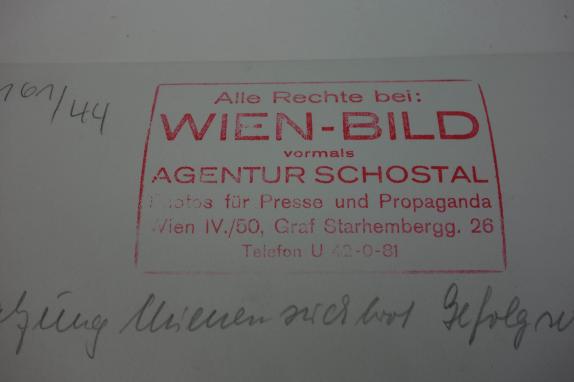 161/44
Alle Rechte bei:
WIEN-BILD
vormals
AGENTUR SCHOSTAL
Photos für Presse und Propaganda
Wien IV./50, Graf Starhembergg. 26
Telefon U 42-0-81